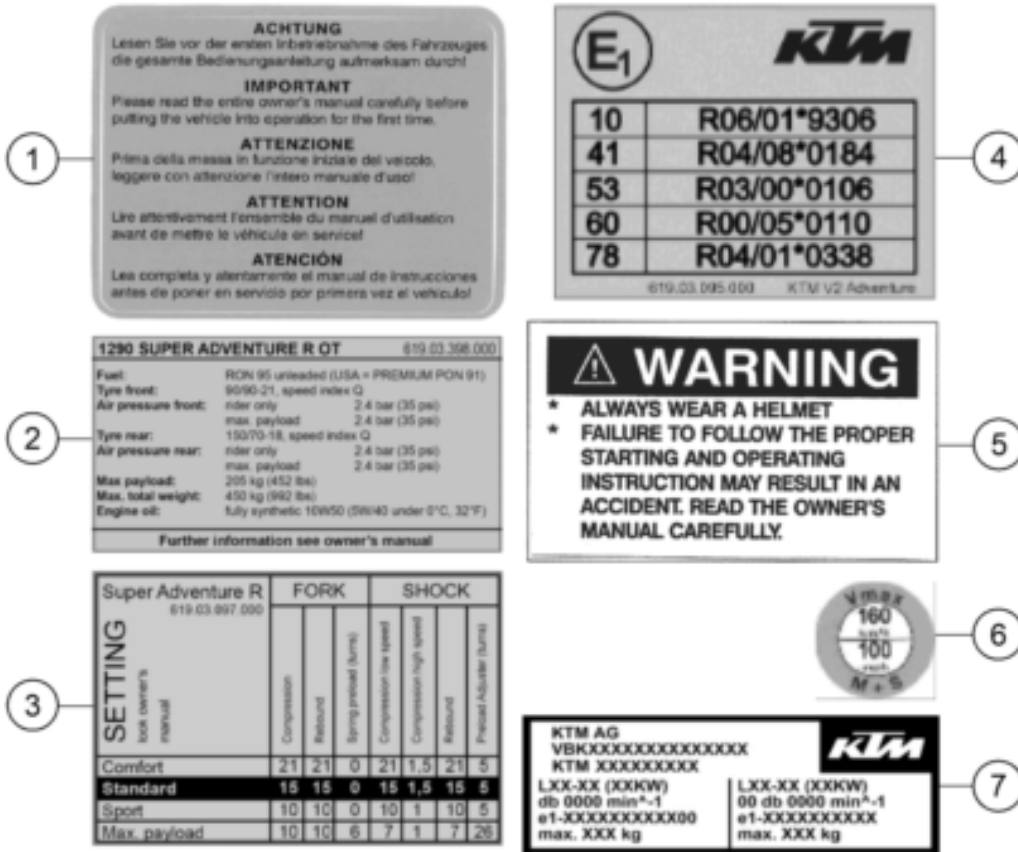 1
ACHTUNG
Lesen Sie vor der ersten Inbetriebnahme des Fahrzeuges
die gesamte Bedienungsanleitung aufmerksam durch!
IMPORTANT
Please read the entire owner's manual carefully before
putting the vehicle into operation for the first time.
ATTENZIONE
Prima della messa in funzione iniziale del veicolo,
leggere con attenzione l'intero manuale d'uso!
ATTENTION
Lire attentivement l'ensemble du manuel d'utilisation
avant de mettre le véhicule en service!
ATENCIÓN
Lea completa y atentamente el manual de instrucciones
antes de poner en servicio por primera vez el vehiculo!
2
1290 SUPER ADVENTURE R OT 619.03.398.000
Fuel: RON 95 unleaded (USA = PREMIUM PON 91)
Tyre front: 90/90-21, speed index Q
Air pressure front: rider only 2.4 bar (35 psi)
max. payload 2.4 bar (35 psi)
Tyre rear: 150/70-18, speed index Q
Air pressure rear: rider only 2.4 bar (35 psi)
max. payload 2.4 bar (35 psi)
Max payload: 205 kg (452 lbs)
Max. total weight: 450 kg (992 lbs)
Engine oil: fully synthetic 10W50 (5W/40 under 0°C, 32°F)
Further information see owner's manual
3
Super Adventure R FORK SHOCK
619.03.097.000
SETTING
look owner's
manual
Compression
Rebound
Spring preload (turns)
Compression low speed
Compression high speed
Rebound
Preload Adjuster (turns)
Comfort 21 21 0 21 1,5 21 5
Standard 15 15 0 15 1,5 15 5
Sport 10 10 0 10 1 10 5
Max. payload 10 10 6 7 1 7 26
4
E1 KTM
10 R06/01*9306
41 R04/08*0184
53 R03/00*0106
60 R00/05*0110
78 R04/01*0338
619.03.095.000 KTM V2 Adventure
5
WARNING
* ALWAYS WEAR A HELMET
* FAILURE TO FOLLOW THE PROPER
STARTING AND OPERATING
INSTRUCTION MAY RESULT IN AN
ACCIDENT. READ THE OWNER'S
MANUAL CAREFULLY.
6
Vmax
160
km/h
100
mph
M + S
7
KTM AG
VBKXXXXXXXXXXXXXX
KTM XXXXXXXXX
KTM
LXX-XX (XXKW)
db 0000 min^-1
e1-XXXXXXXXXX00
max. XXX kg
LXX-XX (XXKW)
00 db 0000 min^-1
e1-XXXXXXXXXX
max. XXX kg